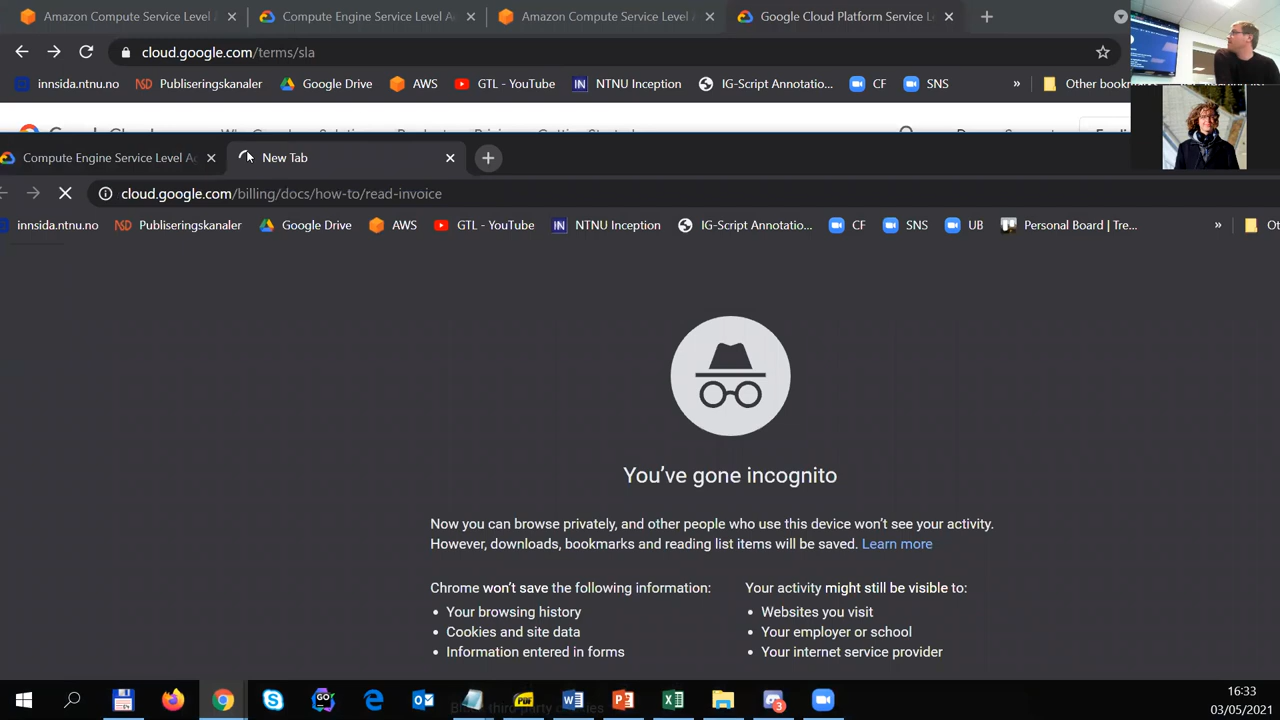 Amazon Compute Service Level
Compute Engine Service Level A
Amazon Compute Service Level
Google Cloud Platform Service L
cloud.google.com/terms/sla
innsida.ntnu.no
Publiseringskanaler
Google Drive
AWS
GTL - YouTube
NTNU Inception
IG-Script Annotatio...
CF
SNS
»
Other bookmarks
Compute Engine Service Level A
New Tab
cloud.google.com/billing/docs/how-to/read-invoice
innsida.ntnu.no
Publiseringskanaler
Google Drive
AWS
GTL - YouTube
NTNU Inception
IG-Script Annotatio...
CF
SNS
UB
Personal Board | Tre...
»
You've gone incognito
Now you can browse privately, and other people who use this device won't see your activity.
However, downloads, bookmarks and reading list items will be saved. Learn more
Chrome won't save the following information:
• Your browsing history
• Cookies and site data
• Information entered in forms
Your activity might still be visible to:
• Websites you visit
• Your employer or school
• Your internet service provider
16:33
03/05/2021